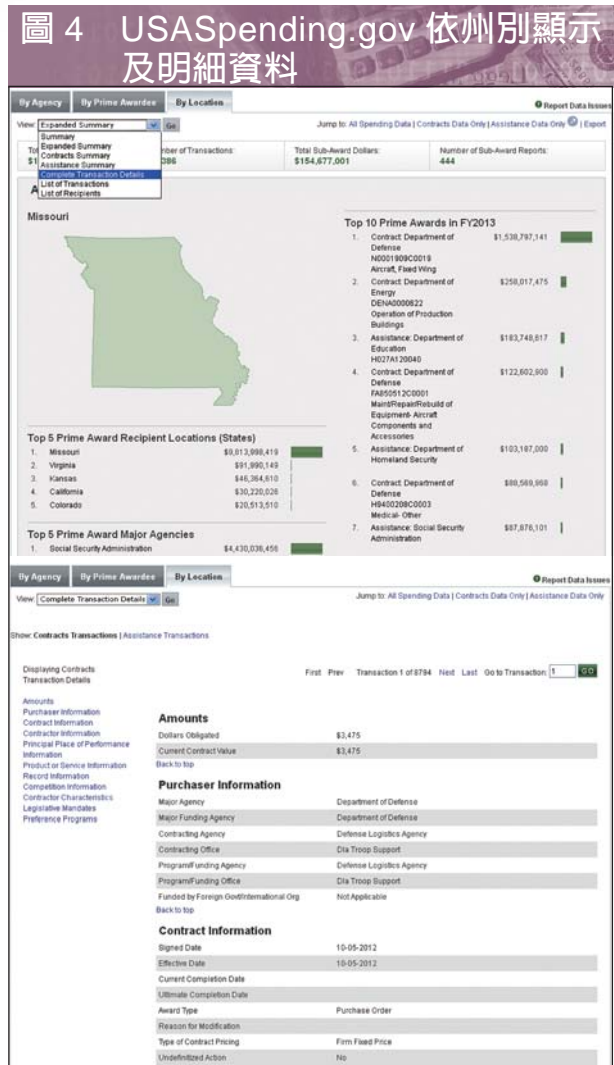 圖 4 USASpending.gov 依州別顯示
及明細資料
By Agency By Prime Awardee By Location
Report Data Issues
View: Expanded Summary Go
Jump to: All Spending Data | Contracts Data Only | Assistance Data Only | Export
Summary
Expanded Summary
Contracts Summary
Assistance Summary
Complete Transaction Details
List of Transactions
List of Recipients
Total Sub-Award Dollars: Number of Sub-Award Reports:
$154,677,001 444
Missouri
Top 10 Prime Awards in FY2013
1. Contract: Department of $1,538,797,141
Defense
N0001909C0019
Aircraft, Fixed Wing
2. Contract: Department of $258,017,475
Energy
DENA0000622
Operation of Production
Buildings
3. Assistance: Department of $183,748,617
Education
H027A120040
4. Contract: Department of $122,602,900
Defense
FA850512C0001
Maint/Repair/Rebuild of
Equipment- Aircraft
Components and
Accessories
5. Assistance: Department of $103,187,000
Homeland Security
6. Contract: Department of $88,569,968
Defense
H9400208C0003
Medical- Other
7. Assistance: Social Security $87,876,101
Administration
Top 5 Prime Award Recipient Locations (States)
1. Missouri $9,013,998,419
2. Virginia $91,990,149
3. Kansas $46,364,610
4. California $30,220,026
5. Colorado $20,513,510
Top 5 Prime Award Major Agencies
1. Social Security Administration $4,430,036,456
By Agency By Prime Awardee By Location
Report Data Issues
View: Complete Transaction Details Go
Jump to: All Spending Data | Contracts Data Only | Assistance Data Only
Show: Contracts Transactions | Assistance Transactions
Displaying Contracts
Transaction Details
First Prev Transaction 1 of 8794 Next Last Go to Transaction: 1 GO
Amounts
Purchaser Information
Contract Information
Contractor Information
Principal Place of Performance
Information
Product or Service Information
Record Information
Competition Information
Contractor Characteristics
Legislative Mandates
Preference Programs
Amounts
Dollars Obligated $3,475
Current Contract Value $3,475
Back to top
Purchaser Information
Major Agency Department of Defense
Major Funding Agency Department of Defense
Contracting Agency Defense Logistics Agency
Contracting Office Dla Troop Support
Program/Funding Agency Defense Logistics Agency
Program/Funding Office Dla Troop Support
Funded by Foreign Govt/International Org Not Applicable
Back to top
Contract Information
Signed Date 10-05-2012
Effective Date 10-05-2012
Current Completion Date
Ultimate Completion Date
Award Type Purchase Order
Reason for Modification
Type of Contract Pricing Firm Fixed Price
Undefinitized Action No